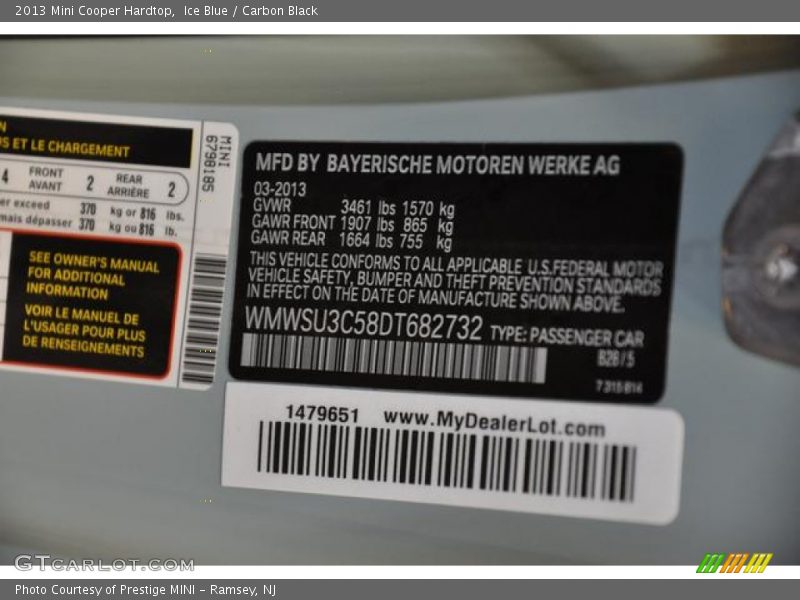 2013 Mini Cooper Hardtop,  Ice Blue / Carbon Black
N
US ET LE CHARGEMENT
4 FRONT AVANT 2 REAR ARRIÈRE 2
er exceed 370 kg or 816 lbs.
mais dépasser 370 kg ou 816 lb.
SEE OWNER'S MANUAL
FOR ADDITIONAL
INFORMATION
VOIR LE MANUEL DE
L'USAGER POUR PLUS
DE RENSEIGNEMENTS
MINI
6798185
MFD BY BAYERISCHE MOTOREN WERKE AG
03-2013
GVWR 3461 lbs 1570 kg
GAWR FRONT 1907 lbs 865 kg
GAWR REAR 1664 lbs 755 kg
THIS VEHICLE CONFORMS TO ALL APPLICABLE U.S.FEDERAL MOTOR
VEHICLE SAFETY, BUMPER AND THEFT PREVENTION STANDARDS
IN EFFECT ON THE DATE OF MANUFACTURE SHOWN ABOVE.
WMWSU3C58DT682732 TYPE: PASSENGER CAR
B28 / 5
1479651 www.MyDealerLot.com
GTCARLOT.COM
Photo Courtesy of Prestige MINI – Ramsey, NJ